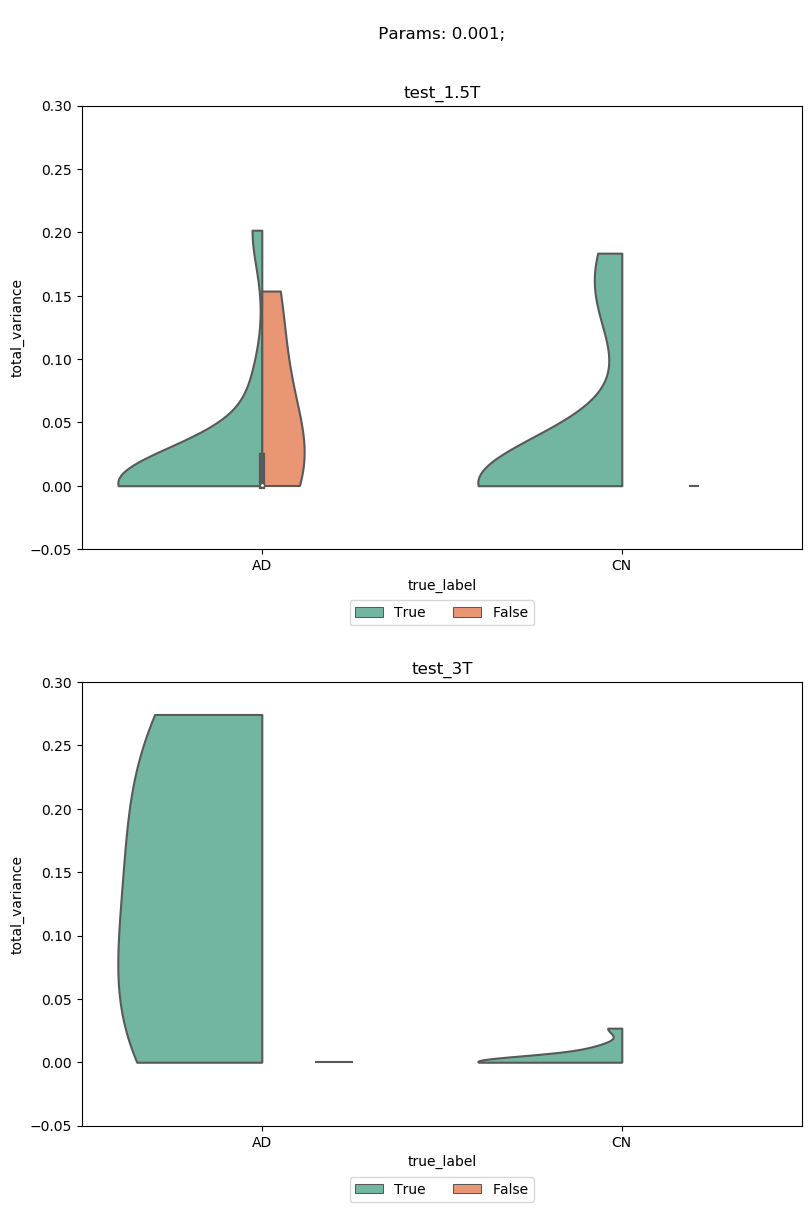 Params: 0.001;
test_1.5T
0.30
0.25
0.20
0.15
0.10
0.05
0.00
−0.05
total_variance
AD CN
true_label
True False
test_3T
0.30
0.25
0.20
0.15
0.10
0.05
0.00
−0.05
total_variance
AD CN
true_label
True False